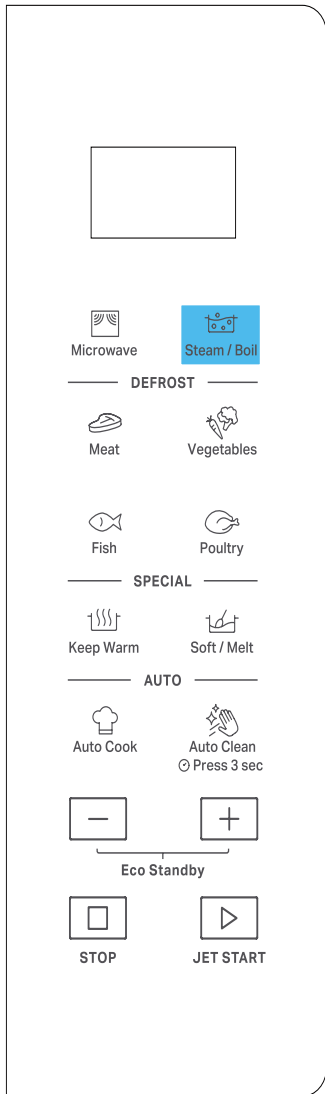 Microwave
Steam / Boil
DEFROST
Meat
Vegetables
Fish
Poultry
SPECIAL
Keep Warm
Soft / Melt
AUTO
Auto Cook
Auto Clean
Press 3 sec
Eco Standby
STOP
JET START